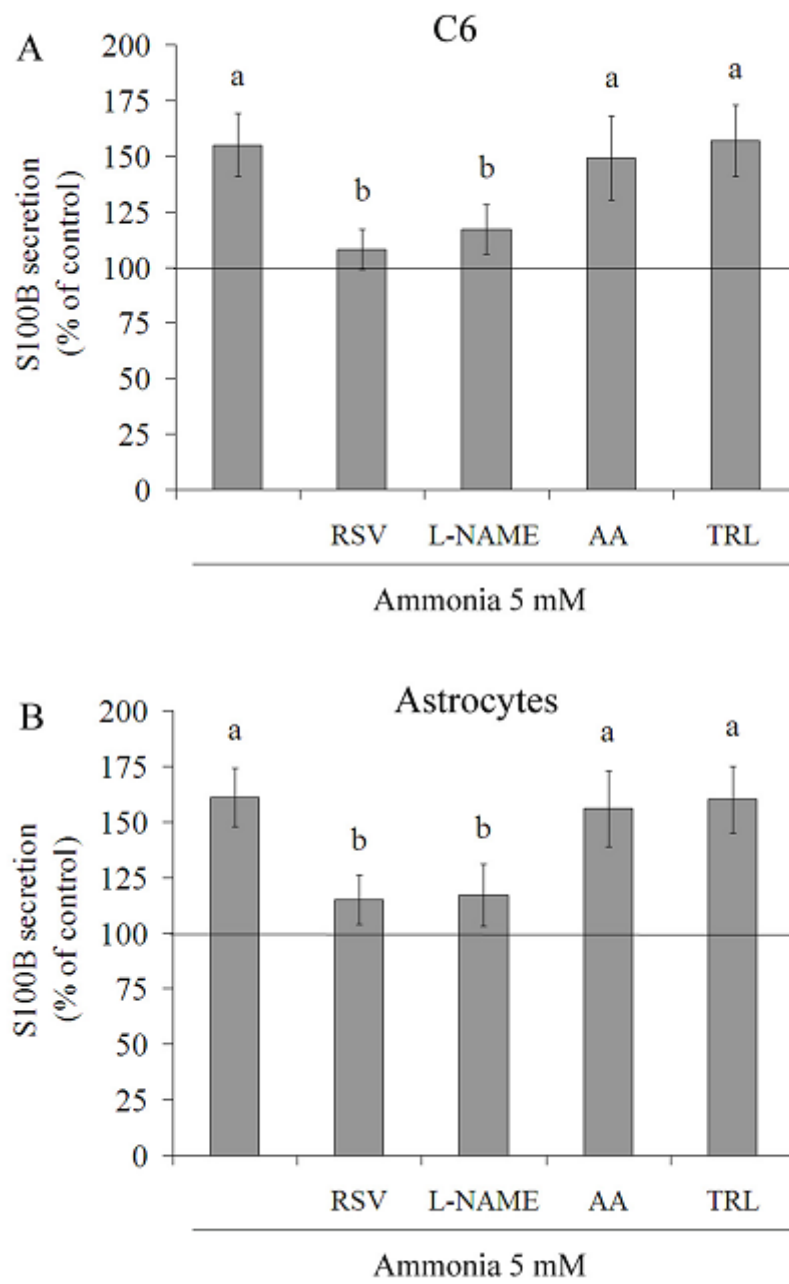 A
C6
S100B secretion
(% of control)
200
175
150
125
100
75
50
25
0
a
b
b
a
a
RSV L-NAME AA TRL
Ammonia 5 mM
B
Astrocytes
S100B secretion
(% of control)
200
175
150
125
100
75
50
25
0
a
b
b
a
a
RSV L-NAME AA TRL
Ammonia 5 mM